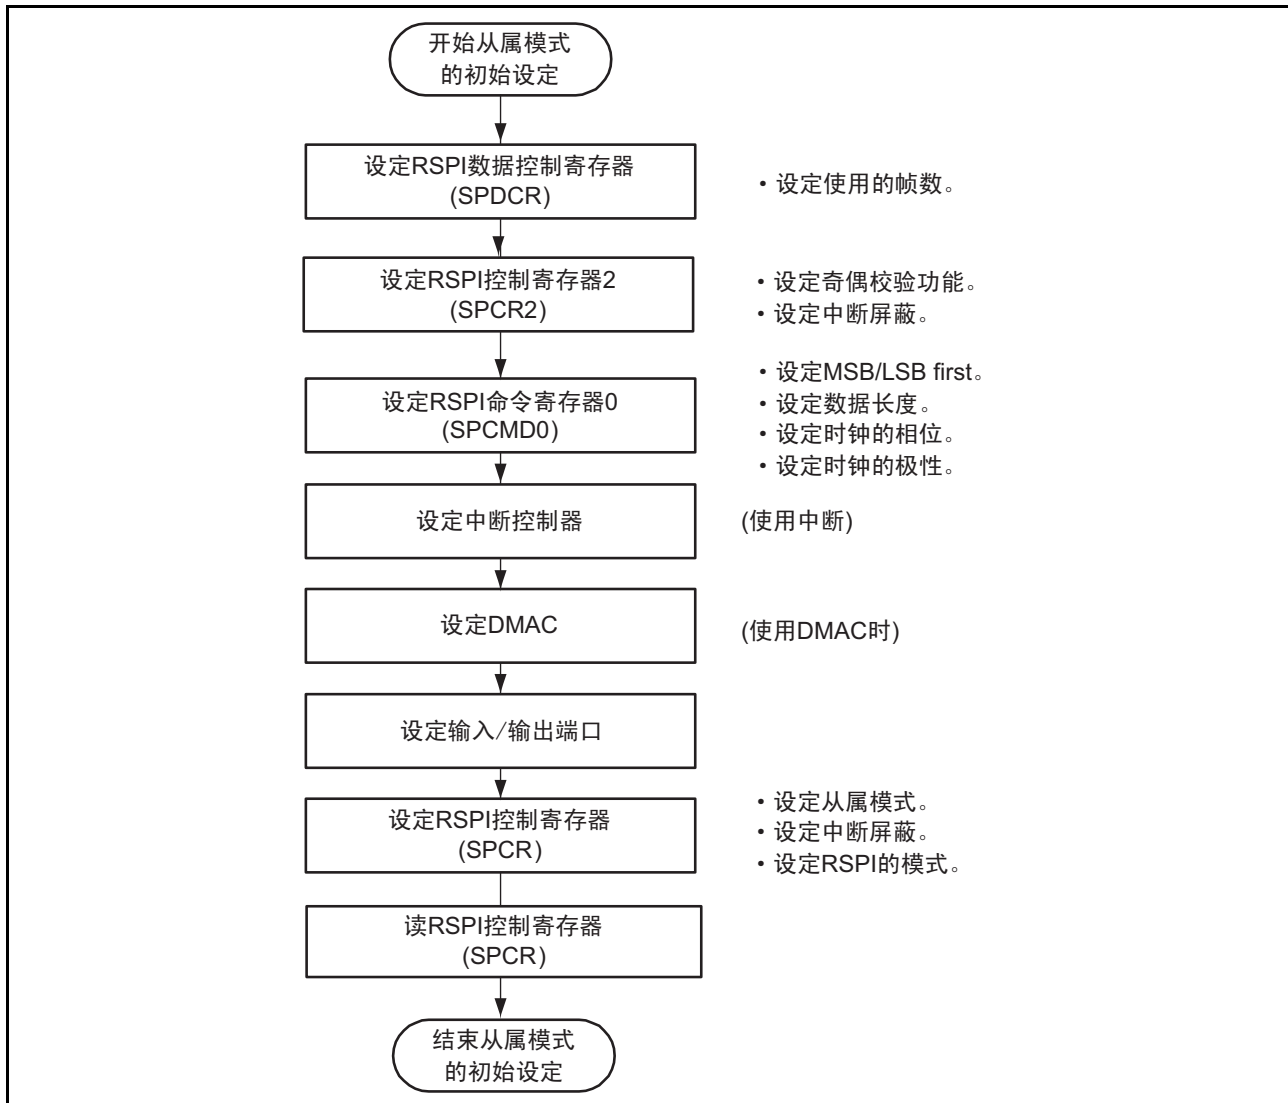 开始从属模式
的初始设定
设定RSPI数据控制寄存器
(SPDCR)
・设定使用的帧数。
设定RSPI控制寄存器2
(SPCR2)
・设定奇偶校验功能。
・设定中断屏蔽。
设定RSPI命令寄存器0
(SPCMD0)
・设定MSB/LSB first。
・设定数据长度。
・设定时钟的相位。
・设定时钟的极性。
设定中断控制器
(使用中断)
设定DMAC
(使用DMAC时)
设定输入/输出端口
设定RSPI控制寄存器
(SPCR)
・设定从属模式。
・设定中断屏蔽。
・设定RSPI的模式。
读RSPI控制寄存器
(SPCR)
结束从属模式
的初始设定